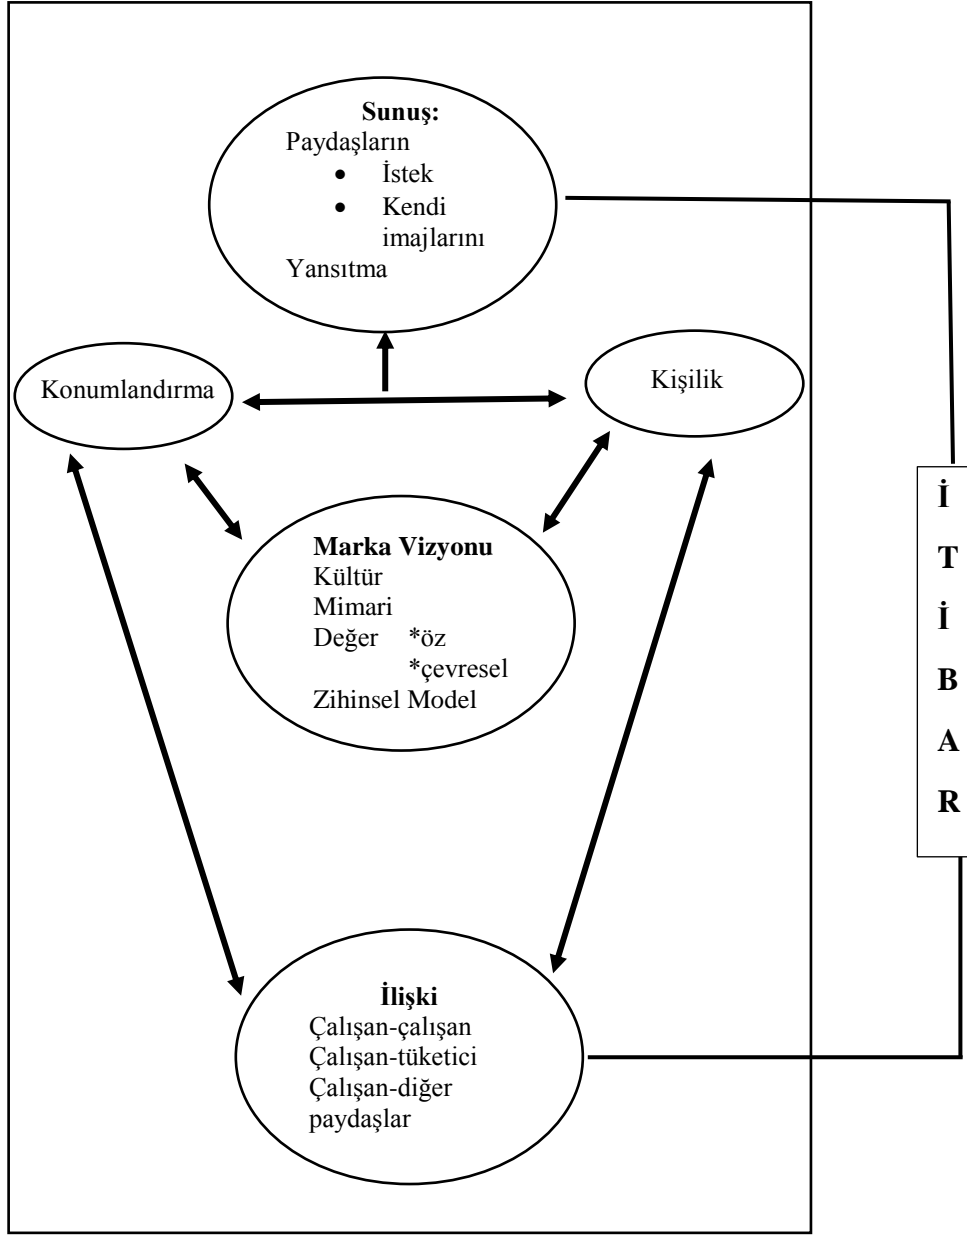 Sunuş:
Paydaşların
• İstek
• Kendi
imajlarını
Yansıtma
Konumlandırma
Kişilik
Marka Vizyonu
Kültür
Mimari
Değer *öz
*çevresel
Zihinsel Model
İ
T
İ
B
A
R
İlişki
Çalışan-çalışan
Çalışan-tüketici
Çalışan-diğer
paydaşlar